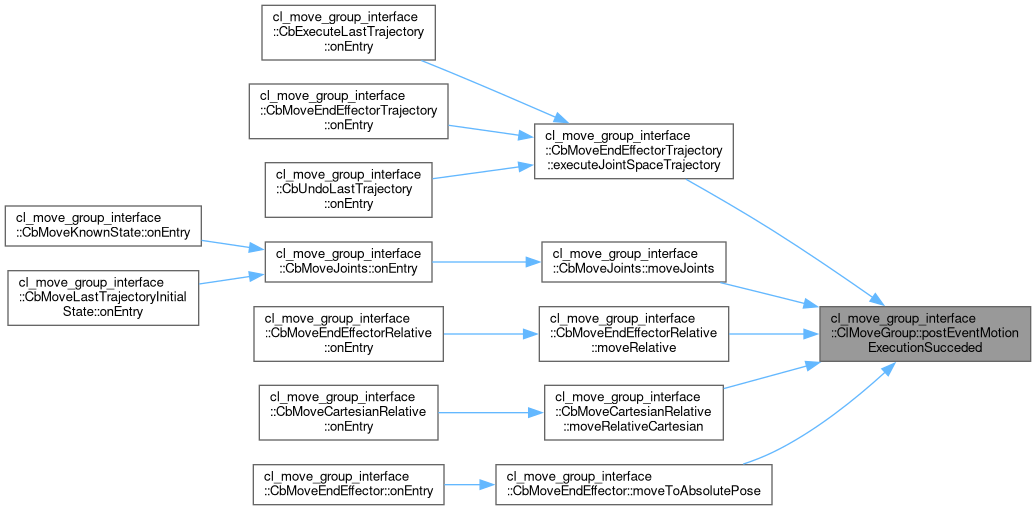 cl_move_group_interface
::CbExecuteLastTrajectory
::onEntry
cl_move_group_interface
::CbMoveEndEffectorTrajectory
::onEntry
cl_move_group_interface
::CbMoveEndEffectorTrajectory
::executeJointSpaceTrajectory
cl_move_group_interface
::CbUndoLastTrajectory
::onEntry
cl_move_group_interface
::CbMoveKnownState::onEntry
cl_move_group_interface
::CbMoveJoints::onEntry
cl_move_group_interface
::CbMoveJoints::moveJoints
cl_move_group_interface
::CbMoveLastTrajectoryInitial
State::onEntry
cl_move_group_interface
::CbMoveEndEffectorRelative
::onEntry
cl_move_group_interface
::CbMoveEndEffectorRelative
::moveRelative
cl_move_group_interface
::ClMoveGroup::postEventMotion
ExecutionSucceded
cl_move_group_interface
::CbMoveCartesianRelative
::onEntry
cl_move_group_interface
::CbMoveCartesianRelative
::moveRelativeCartesian
cl_move_group_interface
::CbMoveEndEffector::onEntry
cl_move_group_interface
::CbMoveEndEffector::moveToAbsolutePose